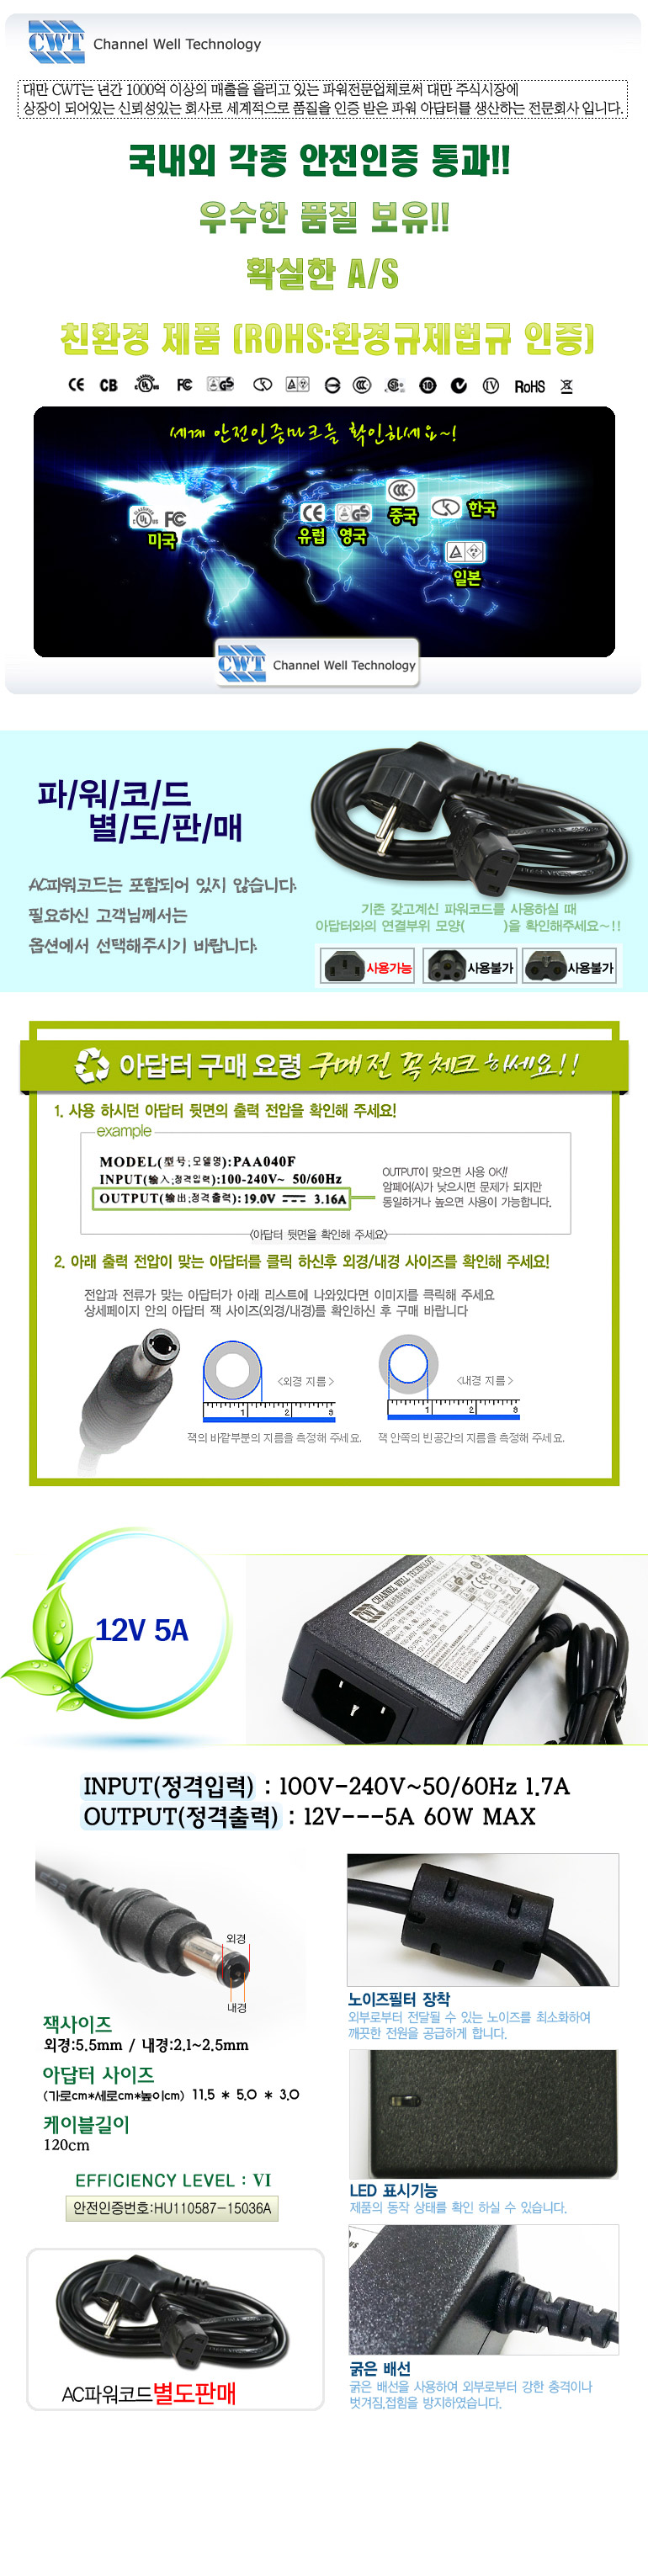 CWT Channel Well Technology
대만 CWT는 년간 1000억 이상의 매출을 올리고 있는 파워전문업체로써 대만 주식시장에
상장이 되어있는 신뢰성있는 회사로 세계적으로 품질을 인증 받은 파워 아답터를 생산하는 전문회사 입니다.
국내외 각종 안전인증 통과!!
우수한 품질 보유!!
확실한 A/S
친환경 제품 (ROHS:환경규제법규 인증)
CE CB UL FC GS RoHS
세계 안전인증마크를 확인하세요~!
미국
유럽
영국
중국
한국
일본
CWT Channel Well Technology
파/워/코/드
별/도/판/매
AC파워코드는 포함되어 있지 않습니다.
필요하신 고객님께서는
옵션에서 선택해주시기 바랍니다.
기존 갖고계신 파워코드를 사용하실 때
아답터와의 연결부위 모양( )을 확인해주세요~!!
사용가능
사용불가
사용불가
아답터 구매 요령 구매전 꼭 체크 하세요!!
1. 사용 하시던 아답터 뒷면의 출력 전압을 확인해 주세요!
example
MODEL(型号;모델명):PAA040F
INPUT(输入;정격입력):100-240V~ 50/60Hz
OUTPUT(输出;정격출력):19.0V 3.16A
OUTPUT이 맞으면 사용 OK!!
암페어(A)가 낮으시면 문제가 되지만
동일하거나 높으면 사용이 가능합니다.
<아답터 뒷면을 확인해 주세요>
2. 아래 출력 전압이 맞는 아답터를 클릭 하신후 외경/내경 사이즈를 확인해 주세요!
전압과 전류가 맞는 아답터가 아래 리스트에 나와있다면 이미지를 클릭해 주세요
상세페이지 안의 아답터 잭 사이즈(외경/내경)를 확인하신 후 구매 바랍니다
<외경 지름>
1 2 3
잭의 바깥부분의 지름을 측정해 주세요.
<내경 지름>
1 2 3
잭 안쪽의 빈공간의 지름을 측정해 주세요.
12V 5A
CWT CHANNEL WELL TECHNOLOGY
INPUT(정격입력) : 100V-240V~50/60Hz 1.7A
OUTPUT(정격출력) : 12V---5A 60W MAX
외경
내경
잭사이즈
외경:5.5mm / 내경:2.1~2.5mm
아답터 사이즈
(가로cm*세로cm*높이cm) 11.5 * 5.0 * 3.0
케이블길이
120cm
EFFICIENCY LEVEL : VI
안전인증번호:HU110587-15036A
AC파워코드별도판매
노이즈필터 장착
외부로부터 전달될 수 있는 노이즈를 최소화하여
깨끗한 전원을 공급하게 합니다.
LED 표시기능
제품의 동작 상태를 확인 하실 수 있습니다.
굵은 배선
굵은 배선을 사용하여 외부로부터 강한 충격이나
벗겨짐,접힘을 방지하였습니다.